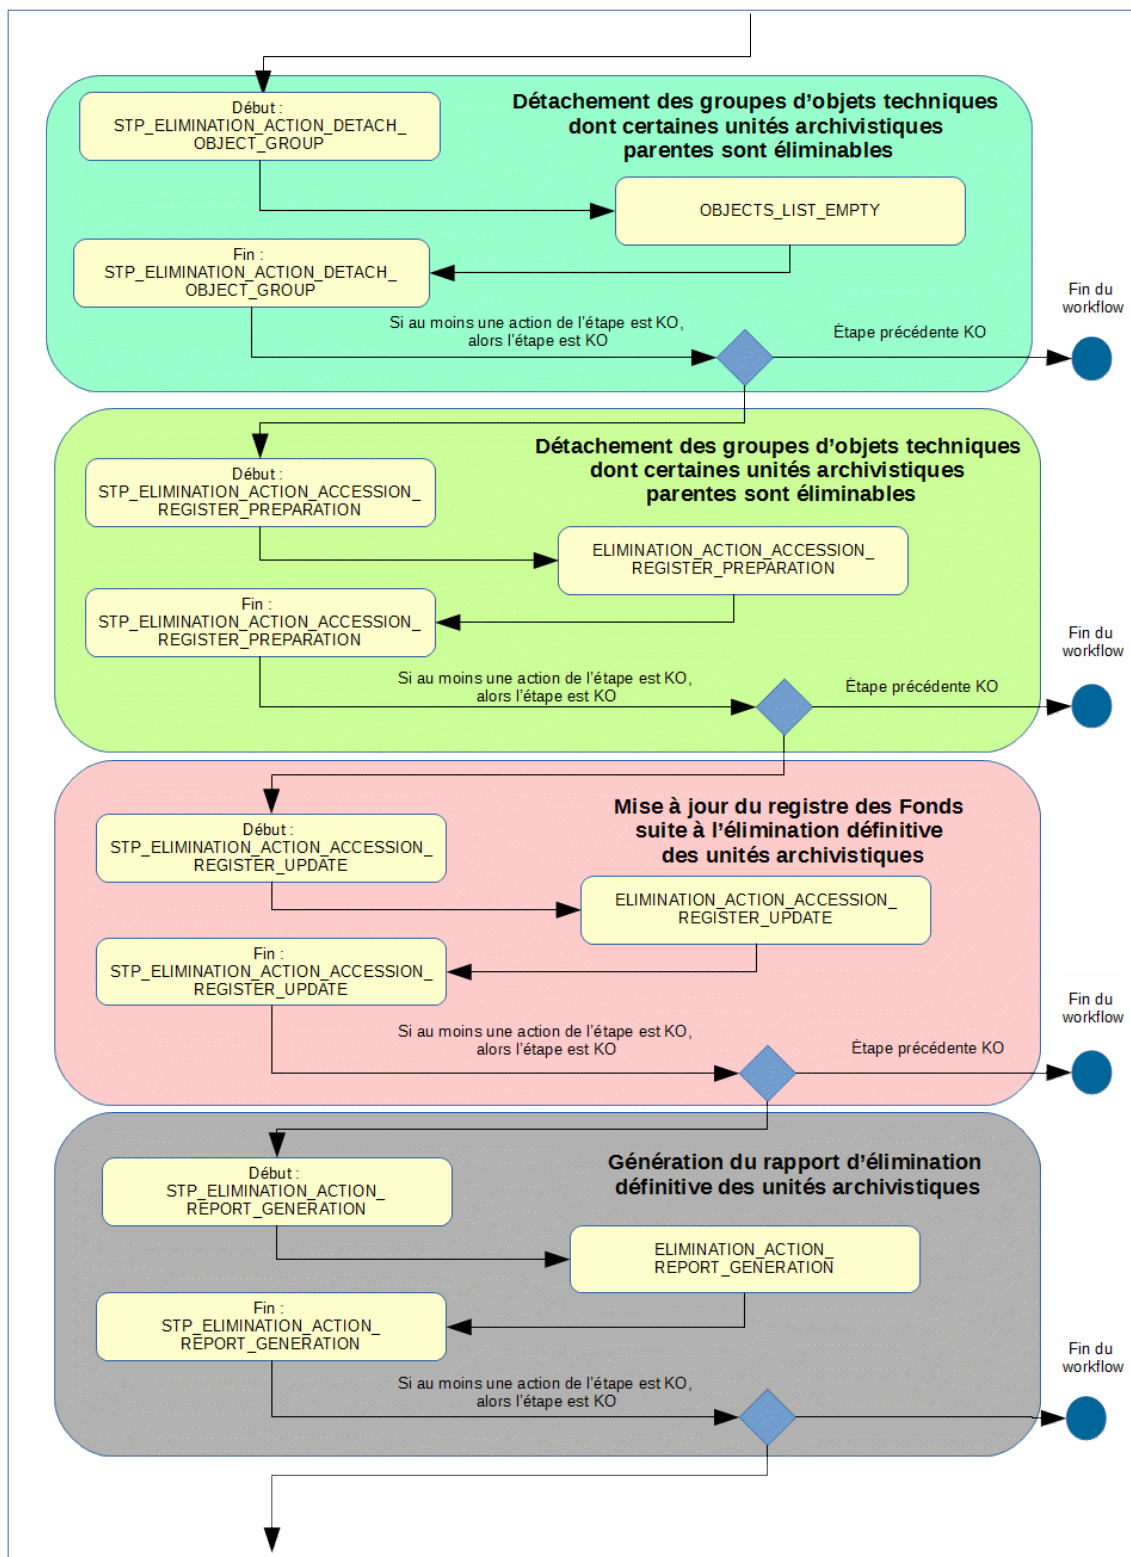 Détachement des groupes d'objets techniques
dont certaines unités archivistiques
parentes sont éliminables
Début :
STP_ELIMINATION_ACTION_DETACH_
OBJECT_GROUP
OBJECTS_LIST_EMPTY
Fin :
STP_ELIMINATION_ACTION_DETACH_
OBJECT_GROUP
Si au moins une action de l'étape est KO,
alors l'étape est KO
Étape précédente KO
Fin du
workflow
Détachement des groupes d'objets techniques
dont certaines unités archivistiques
parentes sont éliminables
Début :
STP_ELIMINATION_ACTION_ACCESSION_
REGISTER_PREPARATION
ELIMINATION_ACTION_ACCESSION_
REGISTER_PREPARATION
Fin :
STP_ELIMINATION_ACTION_ACCESSION_
REGISTER_PREPARATION
Si au moins une action de l'étape est KO,
alors l'étape est KO
Étape précédente KO
Fin du
workflow
Mise à jour du registre des Fonds
suite à l'élimination définitive
des unités archivistiques
Début :
STP_ELIMINATION_ACTION_ACCESSION_
REGISTER_UPDATE
ELIMINATION_ACTION_ACCESSION_
REGISTER_UPDATE
Fin :
STP_ELIMINATION_ACTION_ACCESSION_
REGISTER_UPDATE
Si au moins une action de l'étape est KO,
alors l'étape est KO
Étape précédente KO
Fin du
workflow
Génération du rapport d'élimination
définitive des unités archivistiques
Début :
STP_ELIMINATION_ACTION_
REPORT_GENERATION
ELIMINATION_ACTION_
REPORT_GENERATION
Fin :
STP_ELIMINATION_ACTION_
REPORT_GENERATION
Si au moins une action de l'étape est KO,
alors l'étape est KO
Fin du
workflow